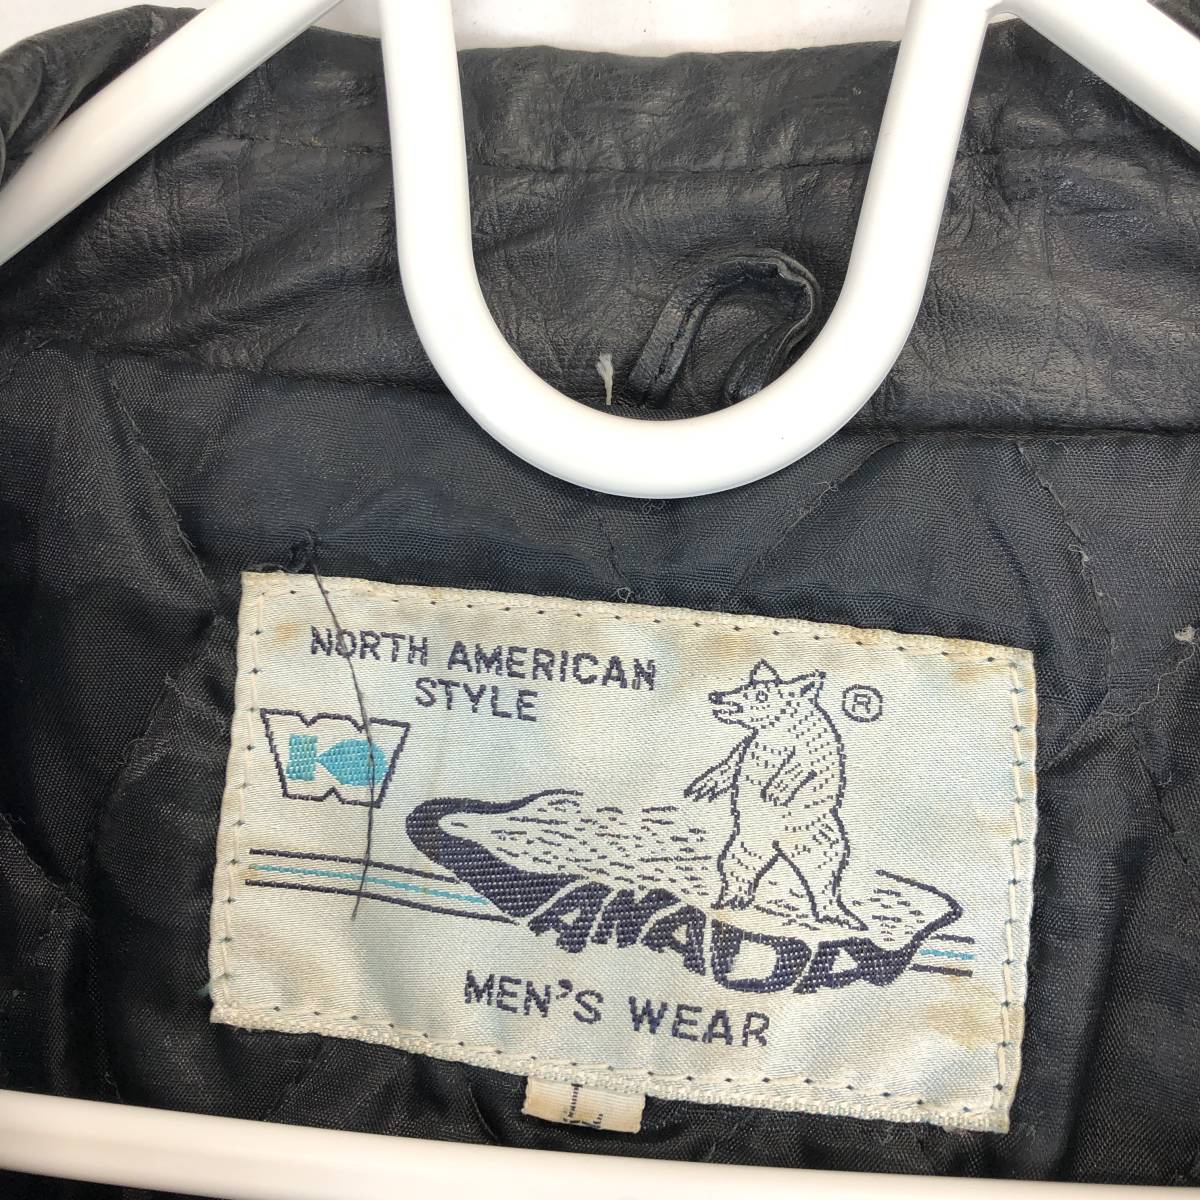 NORTH AMERICAN
STYLE
®
CANADA
MEN'S WEAR